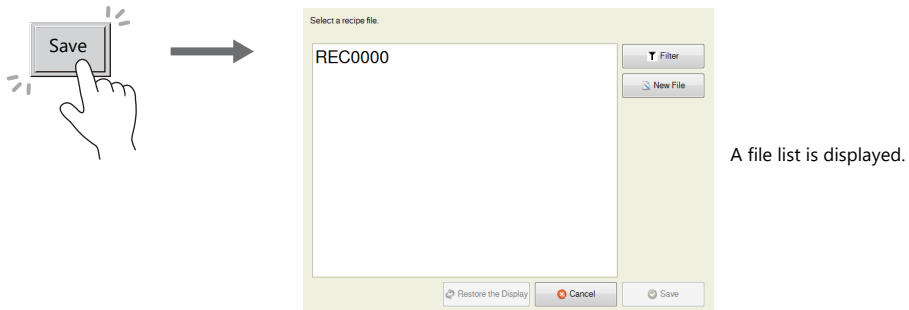 Save
Select a recipe file.
REC0000
Filter
New File
A file list is displayed.
Restore the Display
Cancel
Save